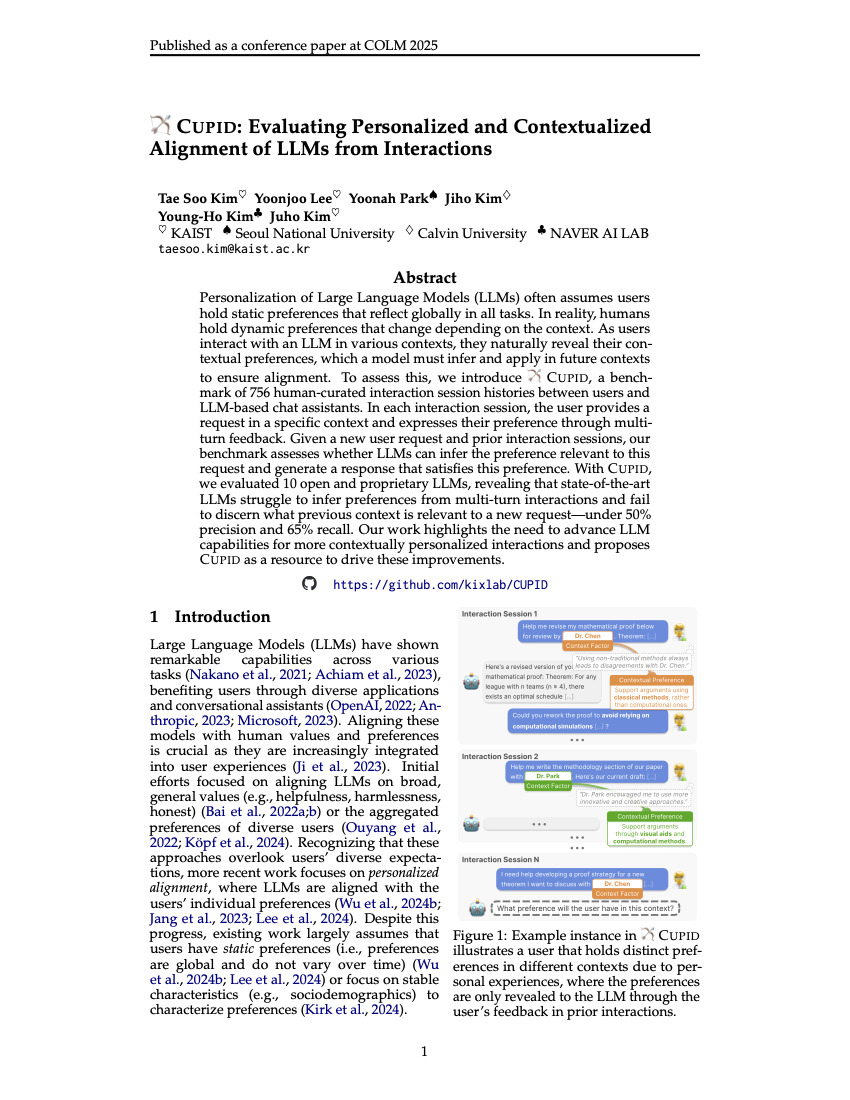 Published as a conference paper at COLM 2025
CUPID: Evaluating Personalized and Contextualized
Alignment of LLMs from Interactions
Tae Soo Kim♡ Yoonjoo Lee♡ Yoonah Park♠ Jiho Kim♢
Young-Ho Kim♣ Juho Kim♡
♡ KAIST ♠ Seoul National University ♢ Calvin University ♣ NAVER AI LAB
taesoo.kim@kaist.ac.kr
Abstract
Personalization of Large Language Models (LLMs) often assumes users
hold static preferences that reflect globally in all tasks. In reality, humans
hold dynamic preferences that change depending on the context. As users
interact with an LLM in various contexts, they naturally reveal their con-
textual preferences, which a model must infer and apply in future contexts
to ensure alignment. To assess this, we introduce CUPID, a bench-
mark of 756 human-curated interaction session histories between users and
LLM-based chat assistants. In each interaction session, the user provides a
request in a specific context and expresses their preference through multi-
turn feedback. Given a new user request and prior interaction sessions, our
benchmark assesses whether LLMs can infer the preference relevant to this
request and generate a response that satisfies this preference. With CUPID,
we evaluated 10 open and proprietary LLMs, revealing that state-of-the-art
LLMs struggle to infer preferences from multi-turn interactions and fail
to discern what previous context is relevant to a new request—under 50%
precision and 65% recall. Our work highlights the need to advance LLM
capabilities for more contextually personalized interactions and proposes
CUPID as a resource to drive these improvements.
https://github.com/kixlab/CUPID
1 Introduction
Large Language Models (LLMs) have shown
remarkable capabilities across various
tasks (Nakano et al., 2021; Achiam et al., 2023),
benefiting users through diverse applications
and conversational assistants (OpenAI, 2022; An-
thropic, 2023; Microsoft, 2023). Aligning these
models with human values and preferences
is crucial as they are increasingly integrated
into user experiences (Ji et al., 2023). Initial
efforts focused on aligning LLMs on broad,
general values (e.g., helpfulness, harmlessness,
honest) (Bai et al., 2022a;b) or the aggregated
preferences of diverse users (Ouyang et al.,
2022; Köpf et al., 2024). Recognizing that these
approaches overlook users' diverse expecta-
tions, more recent work focuses on personalized
alignment, where LLMs are aligned with the
users' individual preferences (Wu et al., 2024b;
Jang et al., 2023; Lee et al., 2024). Despite this
progress, existing work largely assumes that
users have static preferences (i.e., preferences
are global and do not vary over time) (Wu
et al., 2024b; Lee et al., 2024) or focus on stable
characteristics (e.g., sociodemographics) to
characterize preferences (Kirk et al., 2024).
Interaction Session 1
Help me revise my mathematical proof below
for review by Dr. Chen Theorem: [...]
Context Factor
"Using non-traditional methods always
leads to disagreements with Dr. Chen."
Here's a revised version of you
mathematical proof: Theorem: For any
league with n teams (n ≥ 4), there
exists an optimal schedule [...]
Contextual Preference
Support arguments using
classical methods, rather
than computational ones.
Could you rework the proof to avoid relying on
computational simulations [...] ?
•••
Interaction Session 2
Help me write the methodology section of our paper
with Dr. Park Here's our current draft: [...]
Context Factor
"Dr. Park encouraged me to use more
innovative and creative approaches."
Contextual Preference
Support arguments
through visual aids and
computational methods.
•••
•••
•••
Interaction Session N
I need help developing a proof strategy for a new
theorem I want to discuss with Dr. Chen [...]
Context Factor
What preference will the user have in this context?
Figure 1: Example instance in CUPID
illustrates a user that holds distinct pref-
erences in different contexts due to per-
sonal experiences, where the preferences
are only revealed to the LLM through the
user's feedback in prior interactions.
1